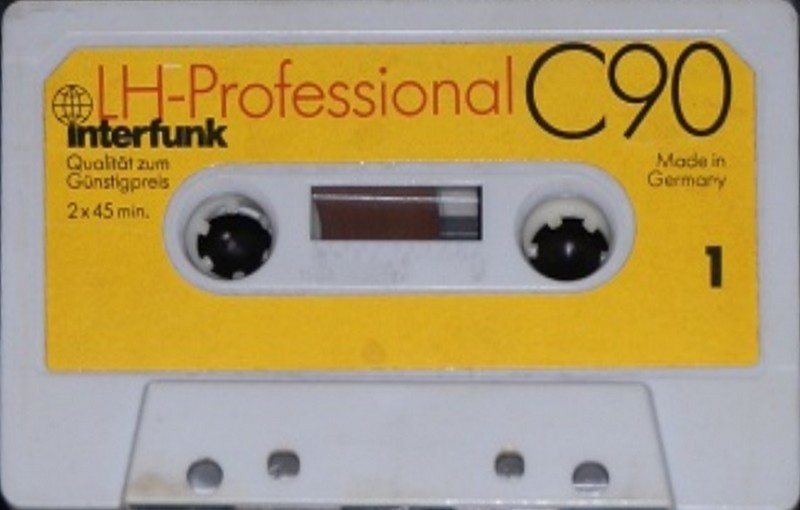 LH-Professional C90
interfunk
Qualität zum
Günstigpreis
2 x 45 min.
Made in
Germany
1